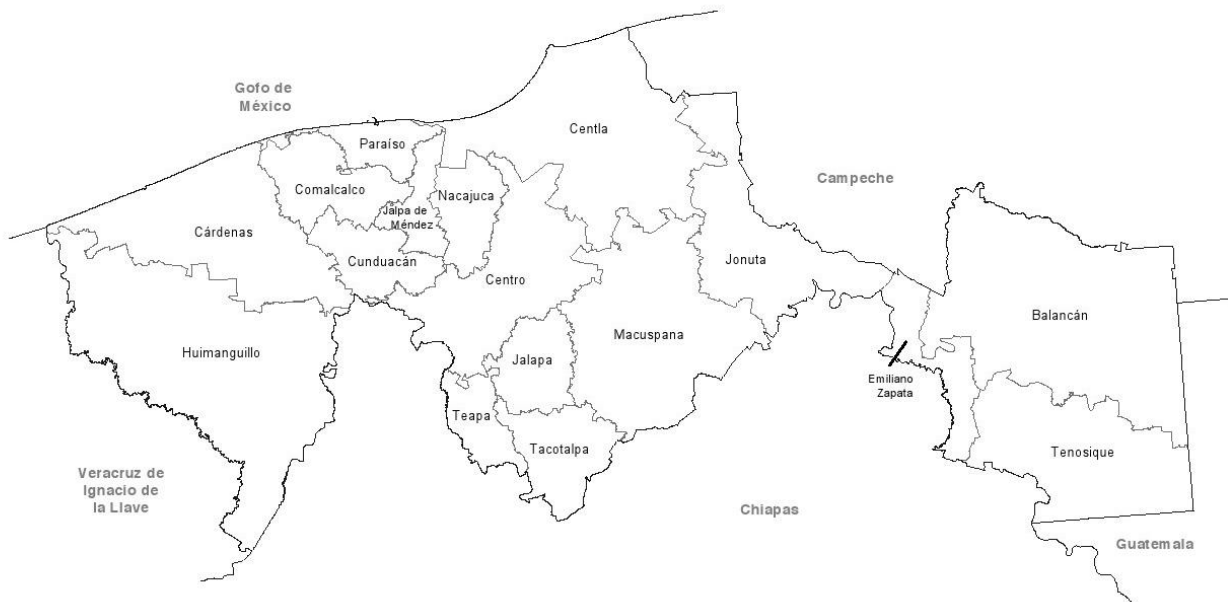 Gofo de
México
Centla
Paraíso
Campeche
Comalcalco
Nacajuca
Jalpa de
Méndez
Cárdenas
Cunduacán
Jonuta
Centro
Balancán
Macuspana
Huimanguillo
Jalapa
Emiliano
Zapata
Teapa
Tacotalpa
Tenosique
Veracruz de
Ignacio de
la Llave
Chiapas
Guatemala